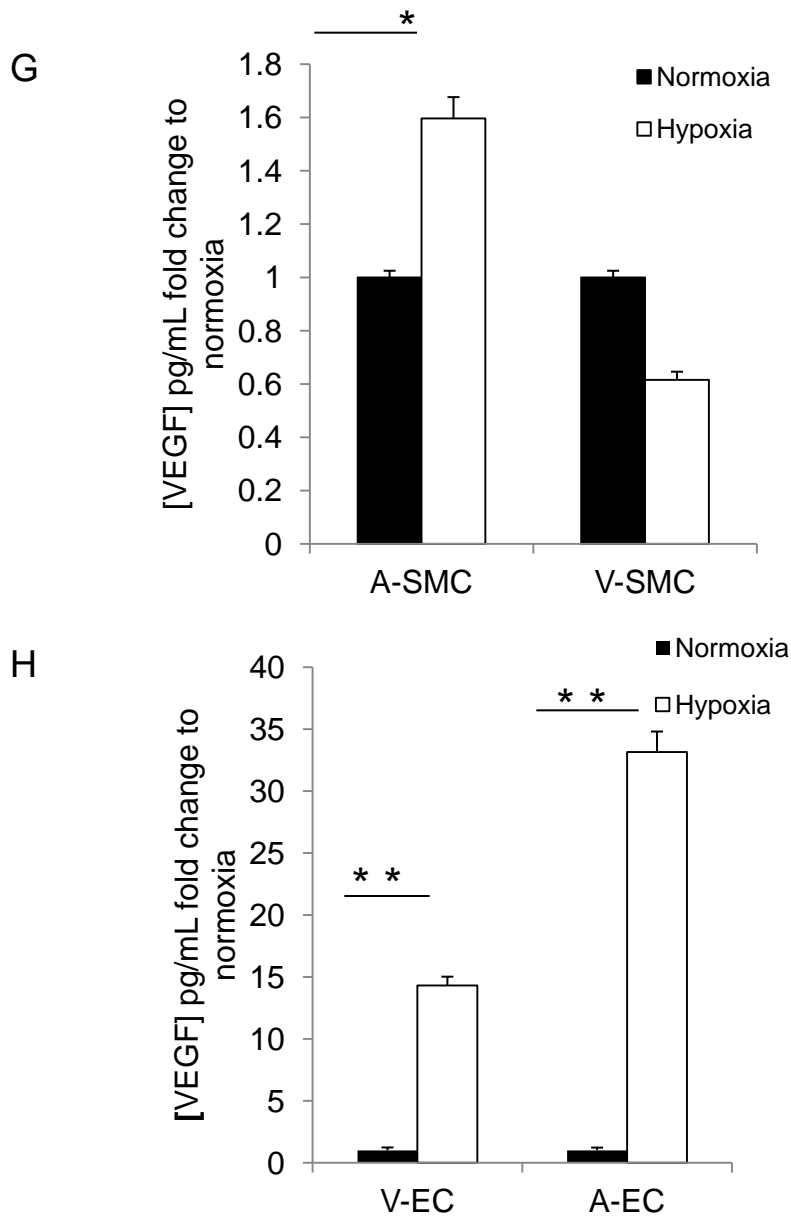 G
*
Normoxia
Hypoxia
[VEGF] pg/mL fold change to
normoxia
1.8
1.6
1.4
1.2
1
0.8
0.6
0.4
0.2
0
A-SMC
V-SMC
H
Normoxia
Hypoxia
[VEGF] pg/mL fold change to
normoxia
40
35
30
25
20
15
10
5
0
* *
* *
V-EC
A-EC